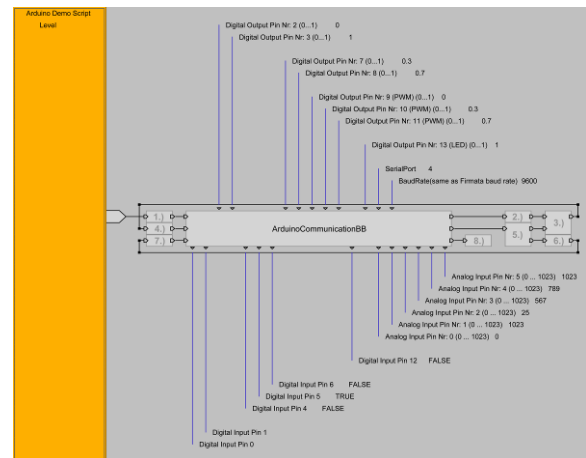 Arduino Demo Script
Level
Digital Output Pin Nr: 2 (0...1) 0
Digital Output Pin Nr: 3 (0...1) 1
Digital Output Pin Nr: 7 (0...1) 0.3
Digital Output Pin Nr: 8 (0...1) 0.7
Digital Output Pin Nr: 9 (PWM) (0...1) 0
Digital Output Pin Nr: 10 (PWM) (0...1) 0.3
Digital Output Pin Nr: 11 (PWM) (0...1) 0.7
Digital Output Pin Nr: 13 (LED) (0...1) 1
SerialPort 4
BaudRate(same as Firmata baud rate) 9600
1.) 2.) 3.)
4.) ArduinoCommunicationBB 5.)
7.) 8.) 6.)
Analog Input Pin Nr: 5 (0 ... 1023) 1023
Analog Input Pin Nr: 4 (0 ... 1023) 789
Analog Input Pin Nr: 3 (0 ... 1023) 567
Analog Input Pin Nr: 2 (0 ... 1023) 25
Analog Input Pin Nr: 1 (0 ... 1023) 1023
Analog Input Pin Nr: 0 (0 ... 1023) 0
Digital Input Pin 12 FALSE
Digital Input Pin 6 FALSE
Digital Input Pin 5 TRUE
Digital Input Pin 4 FALSE
Digital Input Pin 1
Digital Input Pin 0